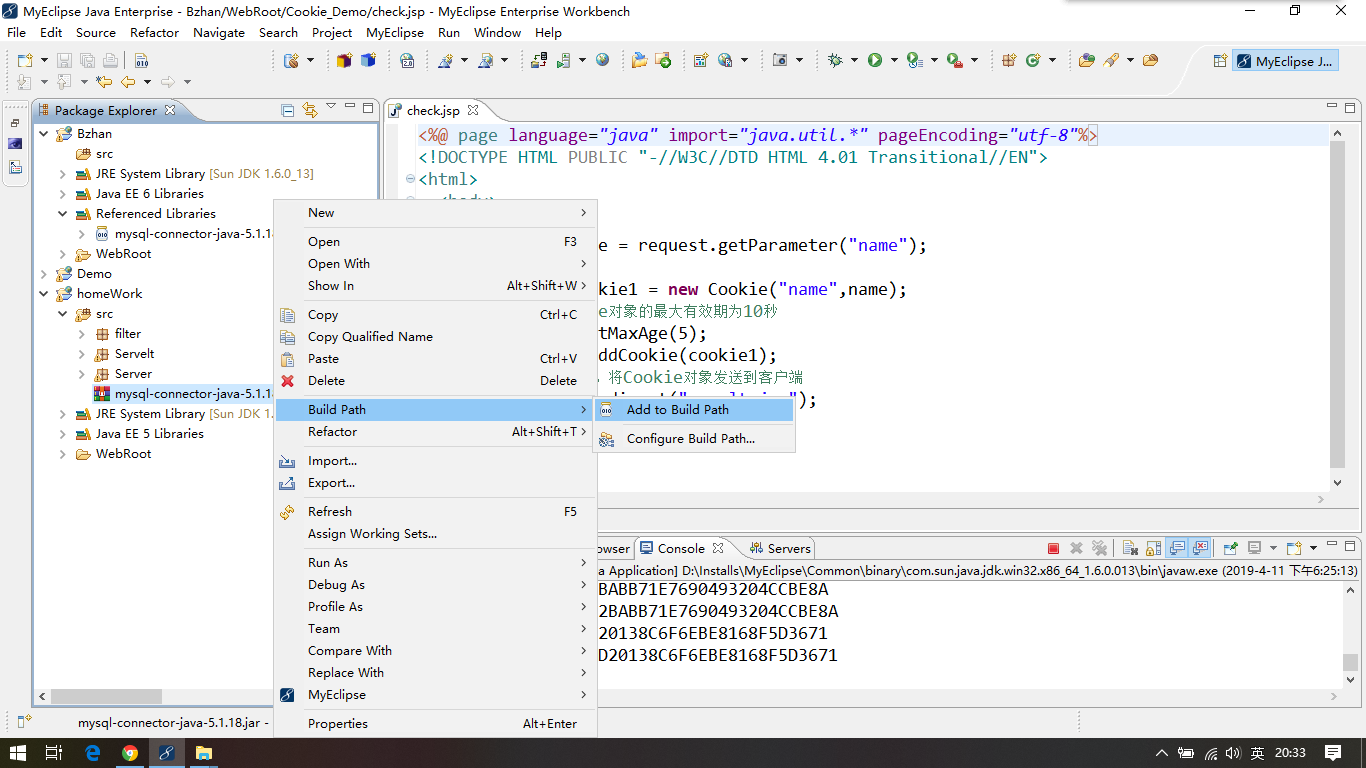 MyEclipse Java Enterprise - Bzhan/WebRoot/Cookie_Demo/check.jsp - MyEclipse Enterprise Workbench
File Edit Source Refactor Navigate Search Project MyEclipse Run Window Help
MyEclipse J...
Package Explorer
Bzhan
src
JRE System Library [Sun JDK 1.6.0_13]
Java EE 6 Libraries
Referenced Libraries
mysql-connector-java-5.1.18
WebRoot
Demo
homeWork
src
filter
Servelt
Server
mysql-connector-java-5.1.18
JRE System Library [Sun JDK 1.
Java EE 5 Libraries
WebRoot
check.jsp
<%@ page language="java" import="java.util.*" pageEncoding="utf-8"%>
<!DOCTYPE HTML PUBLIC "-//W3C//DTD HTML 4.01 Transitional//EN">
<html>
e = request.getParameter("name");
kie1 = new Cookie("name",name);
e对象的最大有效期为10秒
tMaxAge(5);
ddCookie(cookie1);
，将Cookie对象发送到客户端
");
New
Open F3
Open With
Show In Alt+Shift+W
Copy Ctrl+C
Copy Qualified Name
Paste Ctrl+V
Delete Delete
Build Path
Refactor Alt+Shift+T
Import...
Export...
Refresh F5
Assign Working Sets...
Run As
Debug As
Profile As
Team
Compare With
Replace With
MyEclipse
Properties Alt+Enter
Add to Build Path
Configure Build Path...
owser Console Servers
a Application] D:\Installs\MyEclipse\Common\binary\com.sun.java.jdk.win32.x86_64_1.6.0.013\bin\javaw.exe (2019-4-11 下午6:25:13)
BABB71E7690493204CCBE8A
2BABB71E7690493204CCBE8A
20138C6F6EBE8168F5D3671
D20138C6F6EBE8168F5D3671
mysql-connector-java-5.1.18.jar -
英 20:33